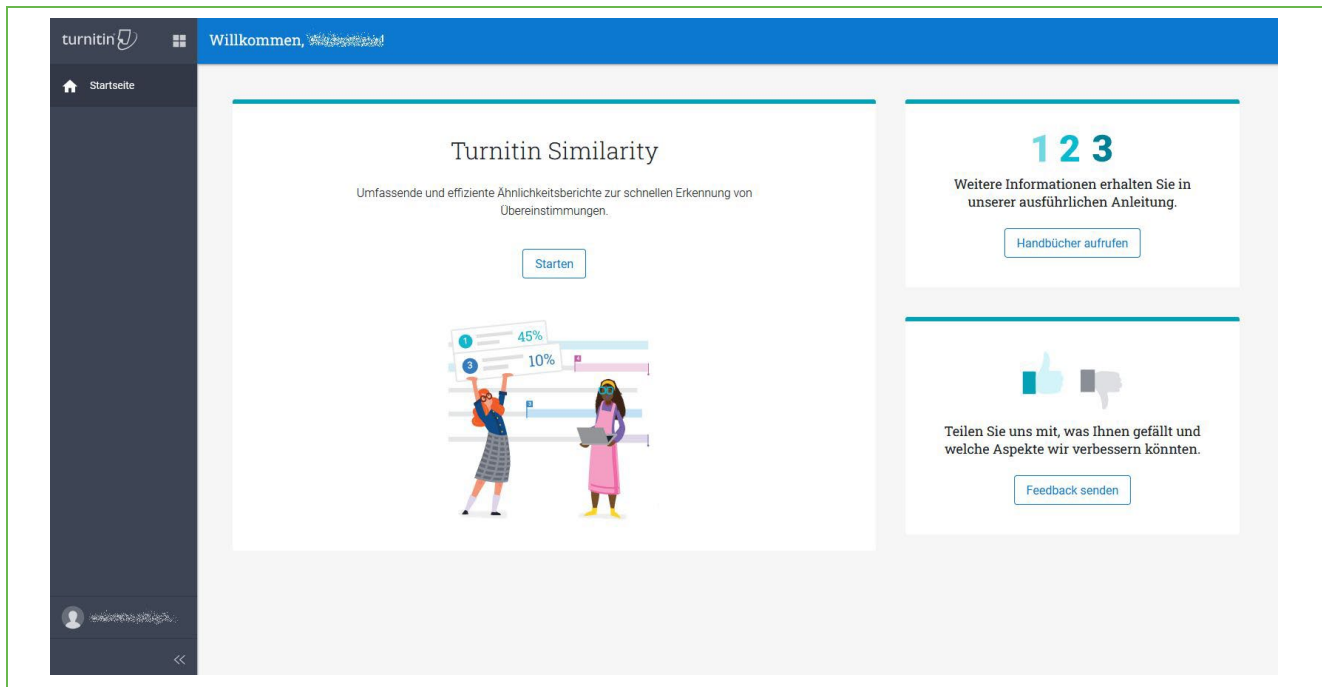 turnitin
Willkommen,
Startseite
Turnitin Similarity
Umfassende und effiziente Ähnlichkeitsberichte zur schnellen Erkennung von
Übereinstimmungen.
Starten
1 45%
3 10%
1 2 3
Weitere Informationen erhalten Sie in
unserer ausführlichen Anleitung.
Handbücher aufrufen
Teilen Sie uns mit, was Ihnen gefällt und
welche Aspekte wir verbessern könnten.
Feedback senden